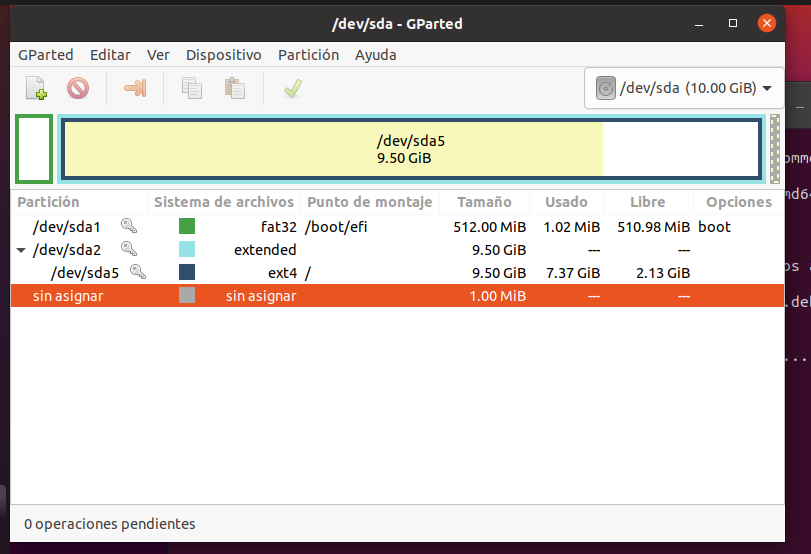 /dev/sda - GParted
GParted Editar Ver Dispositivo Partición Ayuda
/dev/sda (10.00 GiB)
/dev/sda5
9.50 GiB
Partición Sistema de archivos Punto de montaje Tamaño Usado Libre Opciones
/dev/sda1 fat32 /boot/efi 512.00 MiB 1.02 MiB 510.98 MiB boot
/dev/sda2 extended 9.50 GiB --- ---
/dev/sda5 ext4 / 9.50 GiB 7.37 GiB 2.13 GiB
sin asignar sin asignar 1.00 MiB --- ---
0 operaciones pendientes